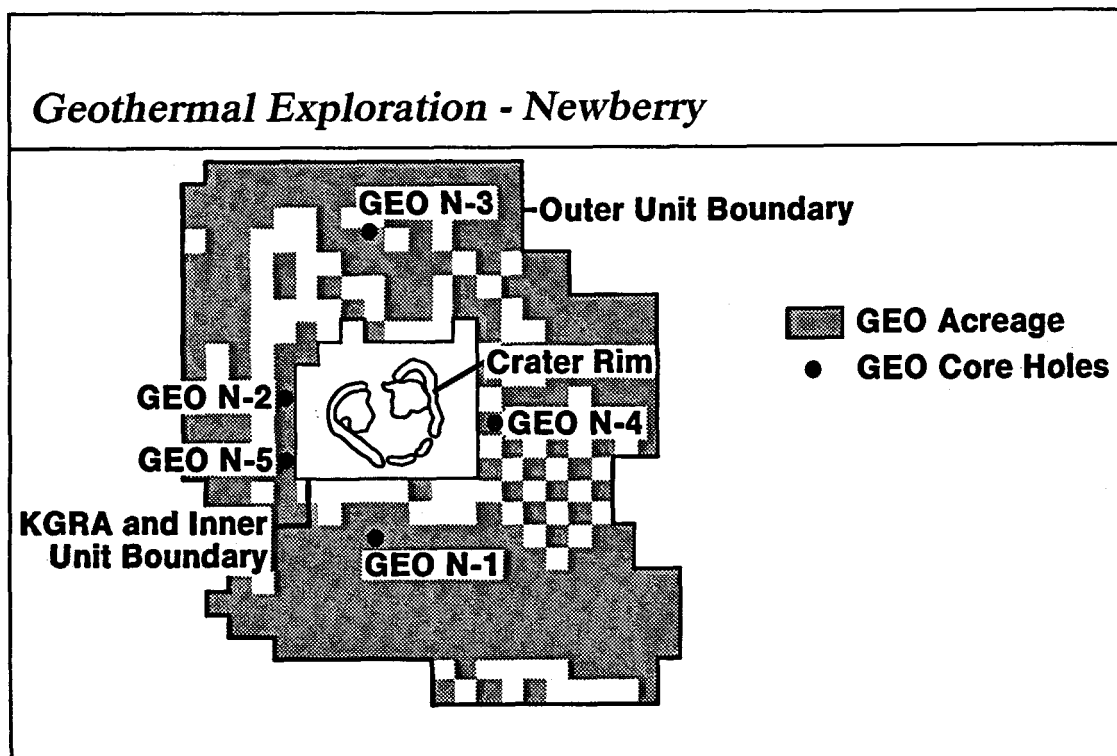 Geothermal Exploration - Newberry
GEO N-3
Outer Unit Boundary
GEO Acreage
GEO Core Holes
Crater Rim
GEO N-2
GEO N-4
GEO N-5
KGRA and Inner
Unit Boundary
GEO N-1